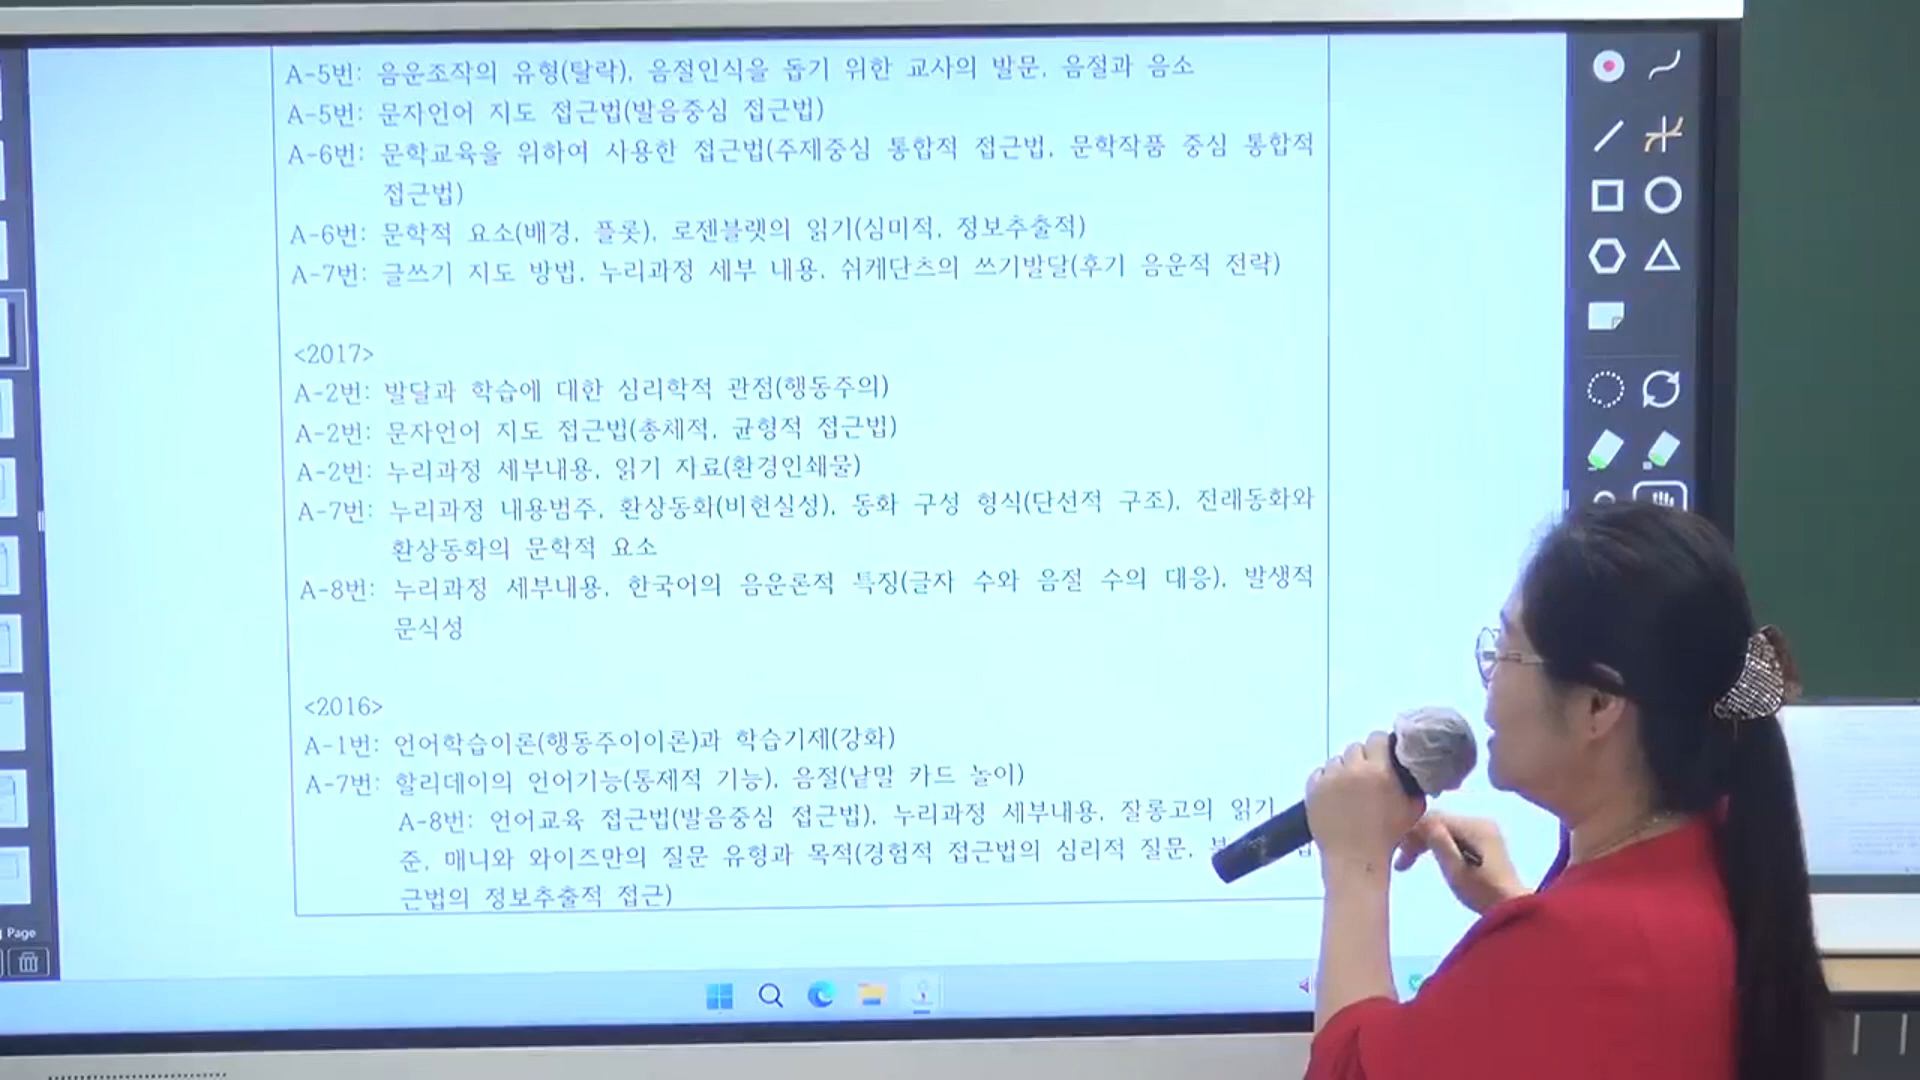 A-5번: 음운조작의 유형(탈락), 음절인식을 돕기 위한 교사의 발문, 음절과 음소
A-5번: 문자언어 지도 접근법(발음중심 접근법)
A-6번: 문학교육을 위하여 사용한 접근법(주제중심 통합적 접근법, 문학작품 중심 통합적
접근법)
A-6번: 문학적 요소(배경, 플롯), 로젠블렛의 읽기(심미적, 정보추출적)
A-7번: 글쓰기 지도 방법, 누리과정 세부 내용, 쉬케단츠의 쓰기발달(후기 음운적 전략)
<2017>
A-2번: 발달과 학습에 대한 심리학적 관점(행동주의)
A-2번: 문자언어 지도 접근법(총체적, 균형적 접근법)
A-2번: 누리과정 세부내용, 읽기 자료(환경인쇄물)
A-7번: 누리과정 내용범주, 환상동화(비현실성), 동화 구성 형식(단선적 구조), 전래동화와
환상동화의 문학적 요소
A-8번: 누리과정 세부내용, 한국어의 음운론적 특징(글자 수와 음절 수의 대응), 발생적
문식성
<2016>
A-1번: 언어학습이론(행동주이이론)과 학습기제(강화)
A-7번: 할리데이의 언어기능(통제적 기능), 음절(낱말 카드 놀이)
A-8번: 언어교육 접근법(발음중심 접근법), 누리과정 세부내용, 잘롱고의 읽기
준, 매니와 와이즈만의 질문 유형과 목적(경험적 접근법의 심리적 질문,
근법의 정보추출적 접근)
Page